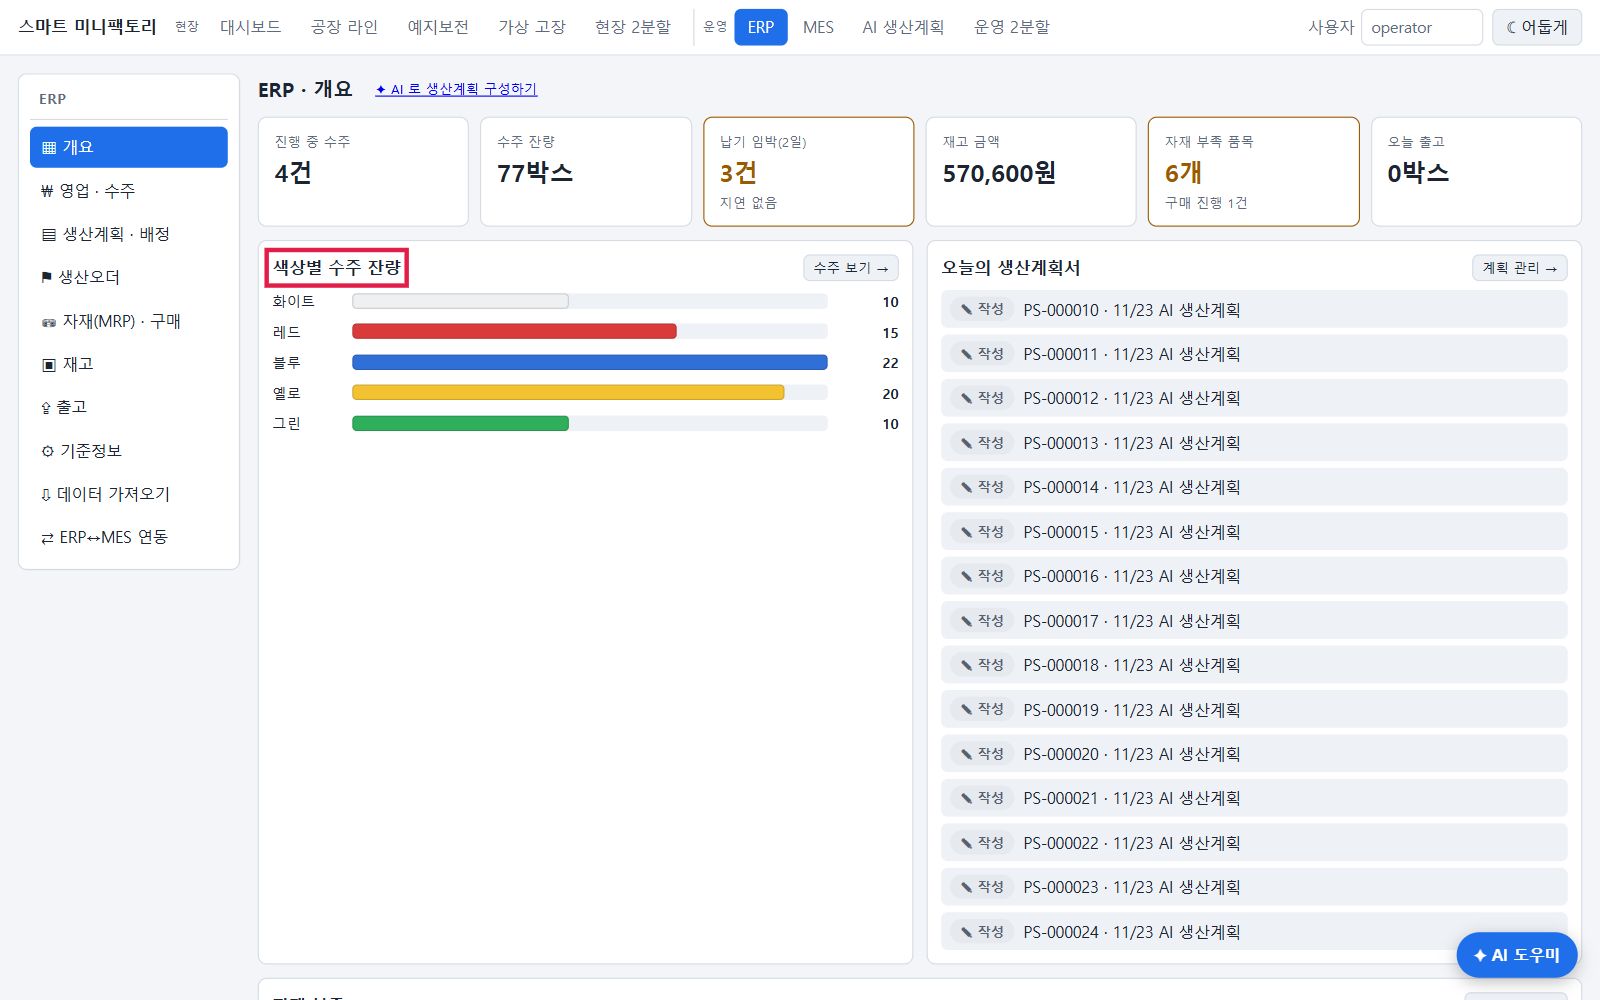 스마트 미니팩토리 현장 대시보드 공장 라인 예지보전 가상 고장 현장 2분할 운영 ERP MES AI 생산계획 운영 2분할 사용자 operator ☾ 어둡게
ERP
▦ 개요
₩ 영업 · 수주
▤ 생산계획 · 배정
⚑ 생산오더
자재(MRP) · 구매
▣ 재고
⇪ 출고
⚙ 기준정보
⇩ 데이터 가져오기
⇄ ERP↔MES 연동
ERP · 개요 ✦ AI 로 생산계획 구성하기
진행 중 수주
4건
수주 잔량
77박스
납기 임박(2일)
3건
지연 없음
재고 금액
570,600원
자재 부족 품목
6개
구매 진행 1건
오늘 출고
0박스
색상별 수주 잔량 수주 보기 →
화이트 10
레드 15
블루 22
옐로 20
그린 10
오늘의 생산계획서 계획 관리 →
✎ 작성 PS-000010 · 11/23 AI 생산계획
✎ 작성 PS-000011 · 11/23 AI 생산계획
✎ 작성 PS-000012 · 11/23 AI 생산계획
✎ 작성 PS-000013 · 11/23 AI 생산계획
✎ 작성 PS-000014 · 11/23 AI 생산계획
✎ 작성 PS-000015 · 11/23 AI 생산계획
✎ 작성 PS-000016 · 11/23 AI 생산계획
✎ 작성 PS-000017 · 11/23 AI 생산계획
✎ 작성 PS-000018 · 11/23 AI 생산계획
✎ 작성 PS-000019 · 11/23 AI 생산계획
✎ 작성 PS-000020 · 11/23 AI 생산계획
✎ 작성 PS-000021 · 11/23 AI 생산계획
✎ 작성 PS-000022 · 11/23 AI 생산계획
✎ 작성 PS-000023 · 11/23 AI 생산계획
✎ 작성 PS-000024 · 11/23 AI 생산계획
✦ AI 도우미